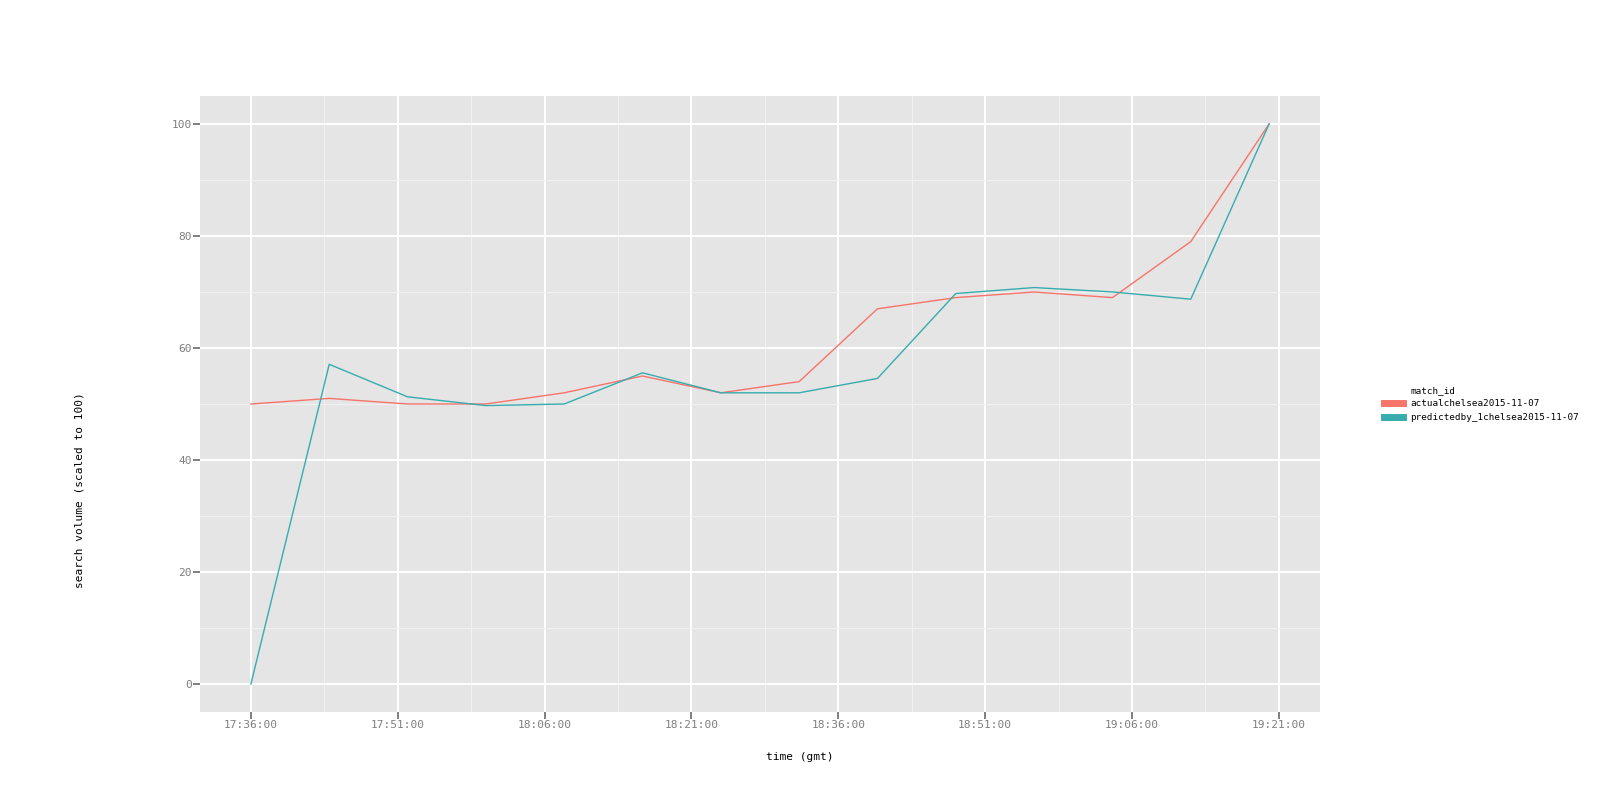 100
80
60
40
20
0
search volume (scaled to 100)
17:36:00 17:51:00 18:06:00 18:21:00 18:36:00 18:51:00 19:06:00 19:21:00
time (gmt)
match_id
actualchelsea2015-11-07
predictedby_1chelsea2015-11-07